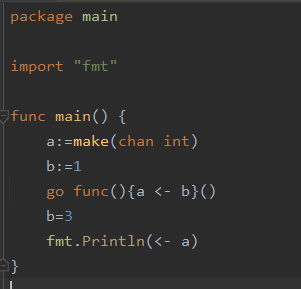 package main
import "fmt"
func main() {
a:=make(chan int)
b:=1
go func(){a <- b}()
b=3
fmt.Println(<- a)
}